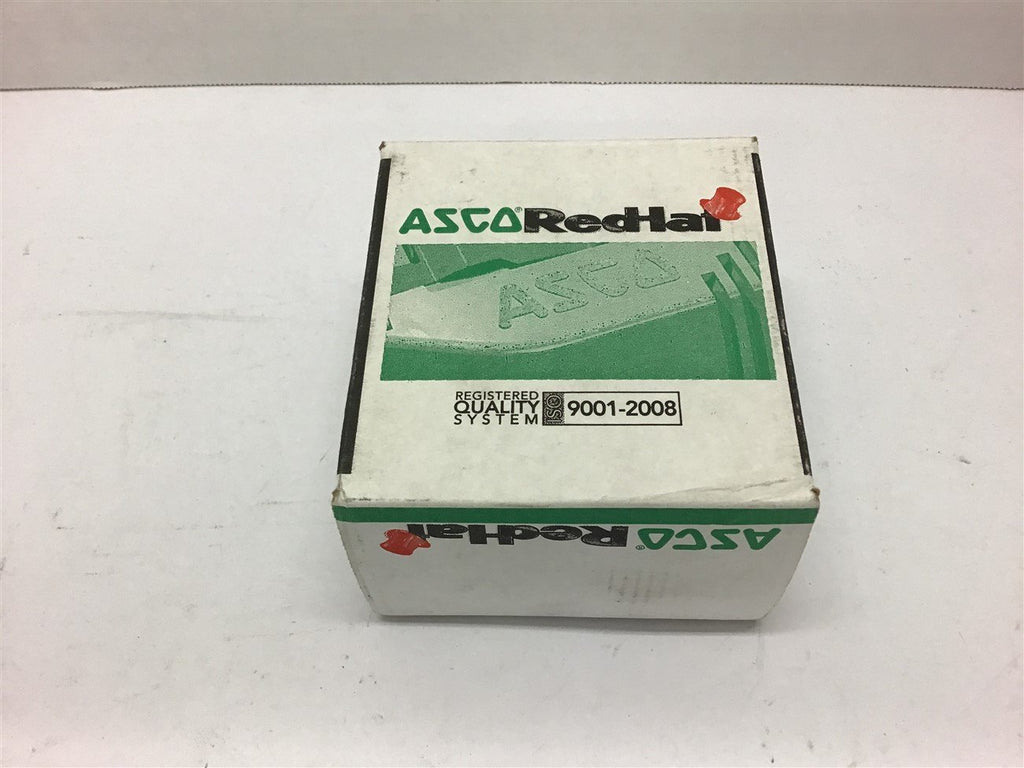 ASCO® RedHat
ASCO
REGISTERED
QUALITY
SYSTEM
ISO 9001-2008
ASCO® RedHat